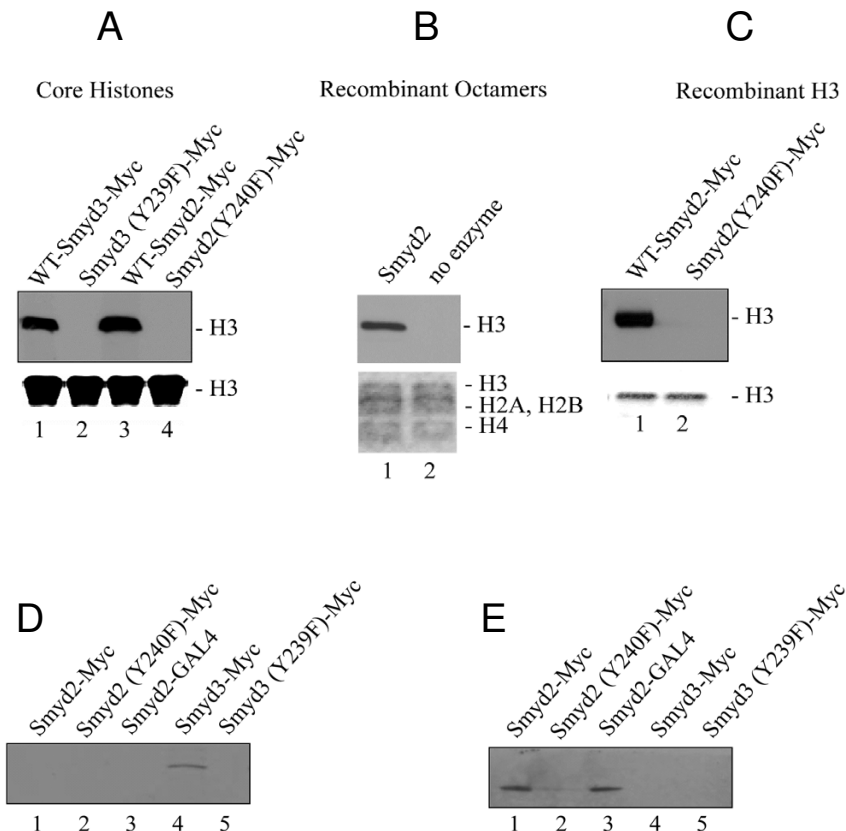 A
B
C
Core Histones
Recombinant Octamers
Recombinant H3
WT-Smyd3-Myc
Smyd3 (Y239F)-Myc
WT-Smyd2-Myc
Smyd2(Y240F)-Myc
- H3
- H3
1 2 3 4
Smyd2
no enzyme
- H3
- H3
- H2A, H2B
- H4
1 2
WT-Smyd2-Myc
Smyd2(Y240F)-Myc
- H3
- H3
1 2
D
E
Smyd2-Myc
Smyd2 (Y240F)-Myc
Smyd2-GAL4
Smyd3-Myc
Smyd3 (Y239F)-Myc
1 2 3 4 5
Smyd2-Myc
Smyd2 (Y240F)-Myc
Smyd2-GAL4
Smyd3-Myc
Smyd3 (Y239F)-Myc
1 2 3 4 5